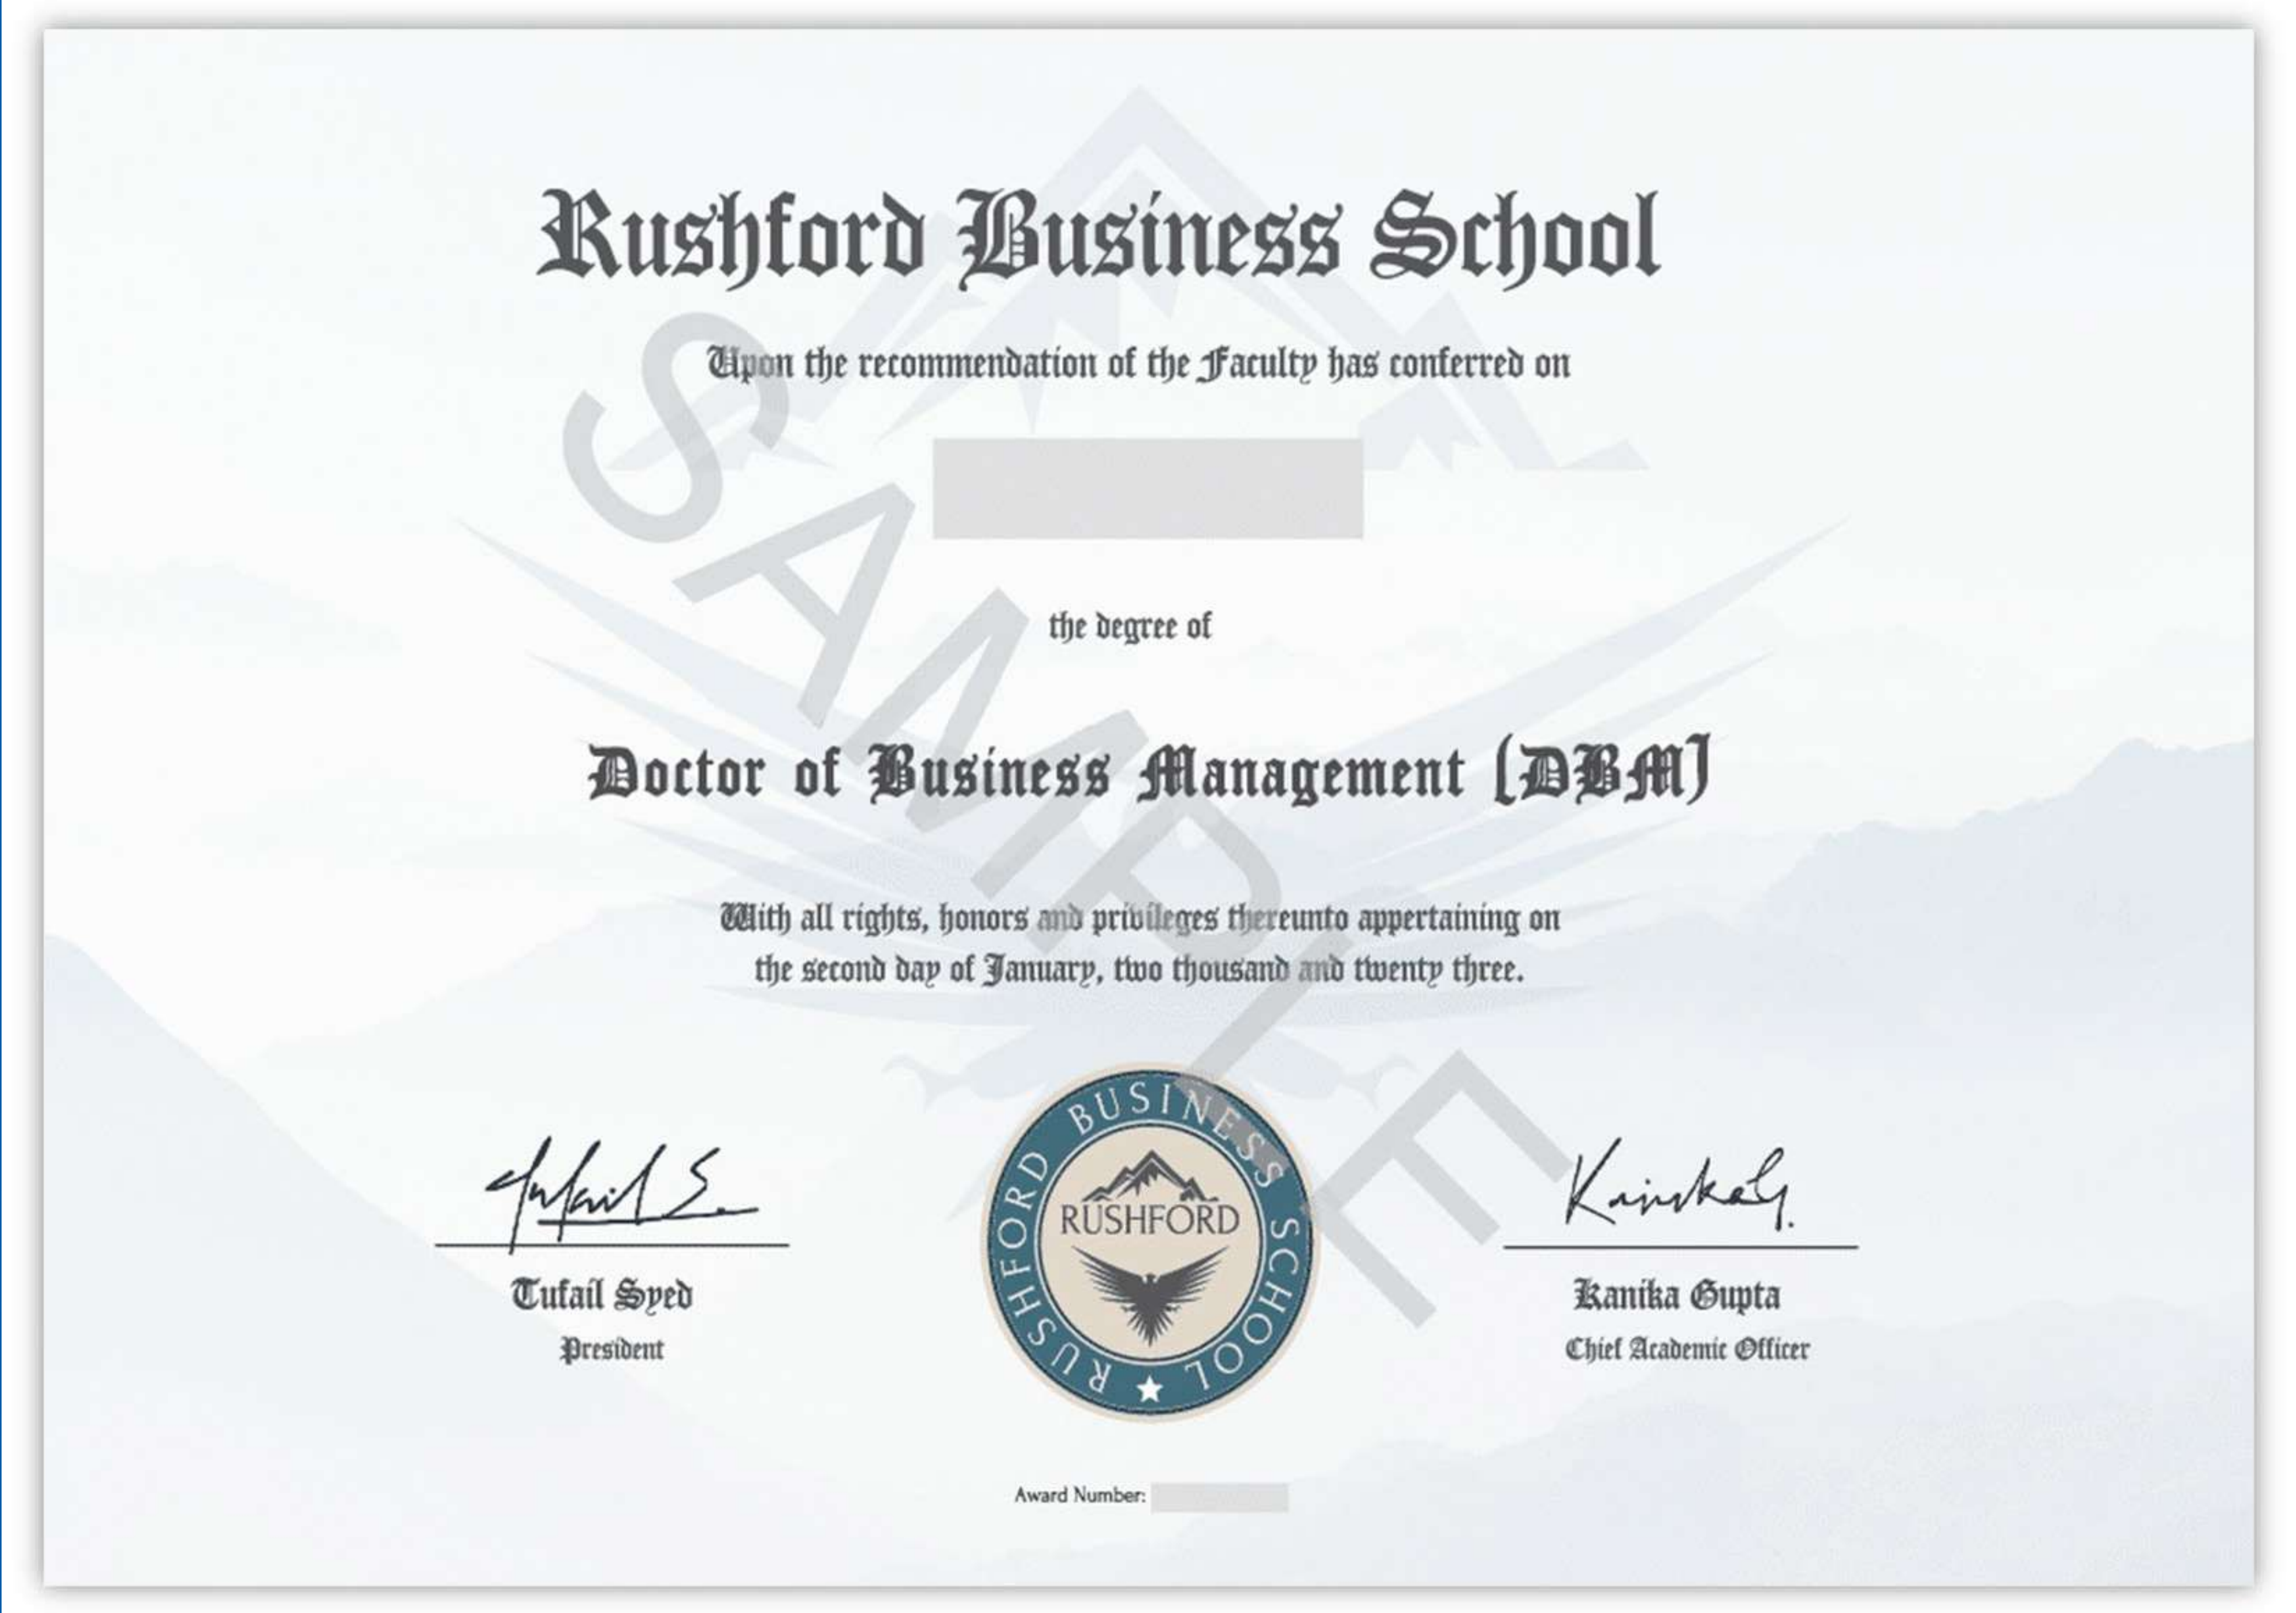 Rushford Business School
Upon the recommendation of the Faculty has conferred on
the degree of
Doctor of Business Management (DBM)
With all rights, honors and privileges thereunto appertaining on
the second day of January, two thousand and twenty three.
SAMPLE
Tufail S.
Tufail Syed
President
RUSHFORD BUSINESS SCHOOL
RUSHFORD
KanikaG.
Kanika Gupta
Chief Academic Officer
Award Number: